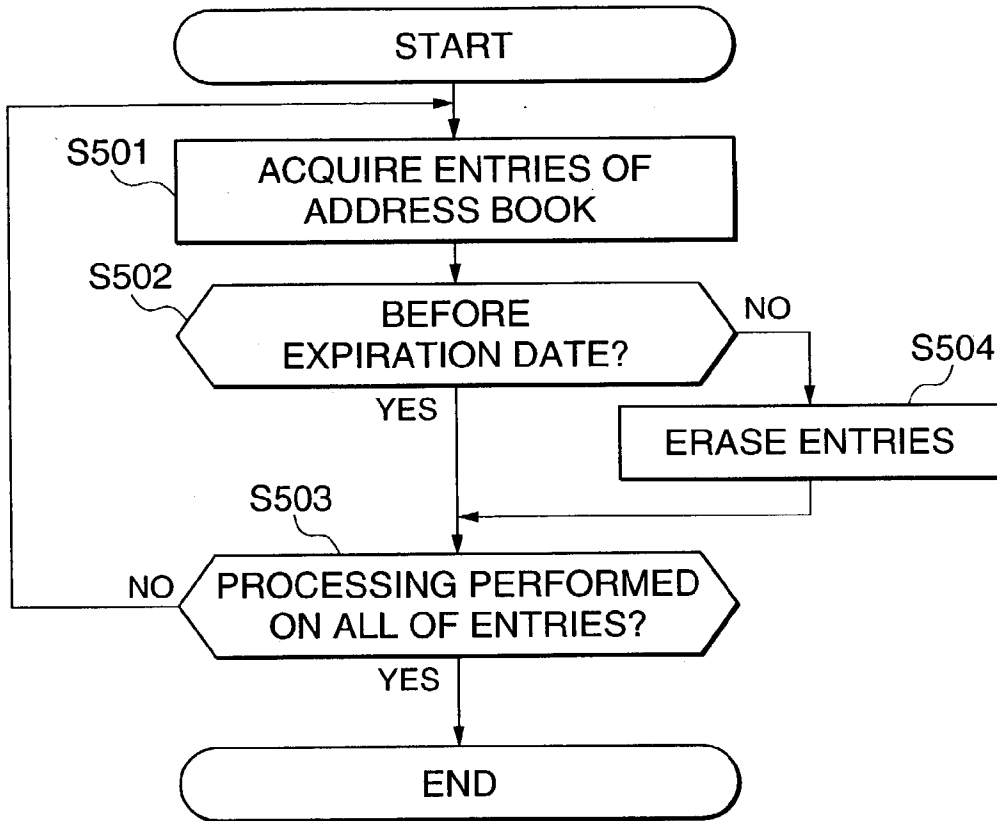 START
S501
ACQUIRE ENTRIES OF
ADDRESS BOOK
S502
BEFORE
EXPIRATION DATE?
NO
YES
S504
ERASE ENTRIES
S503
PROCESSING PERFORMED
ON ALL OF ENTRIES?
NO
YES
END